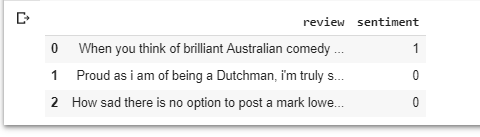 review sentiment
0 When you think of brilliant Australian comedy ... 1
1 Proud as i am of being a Dutchman, i'm truly s... 0
2 How sad there is no option to post a mark lowe... 0